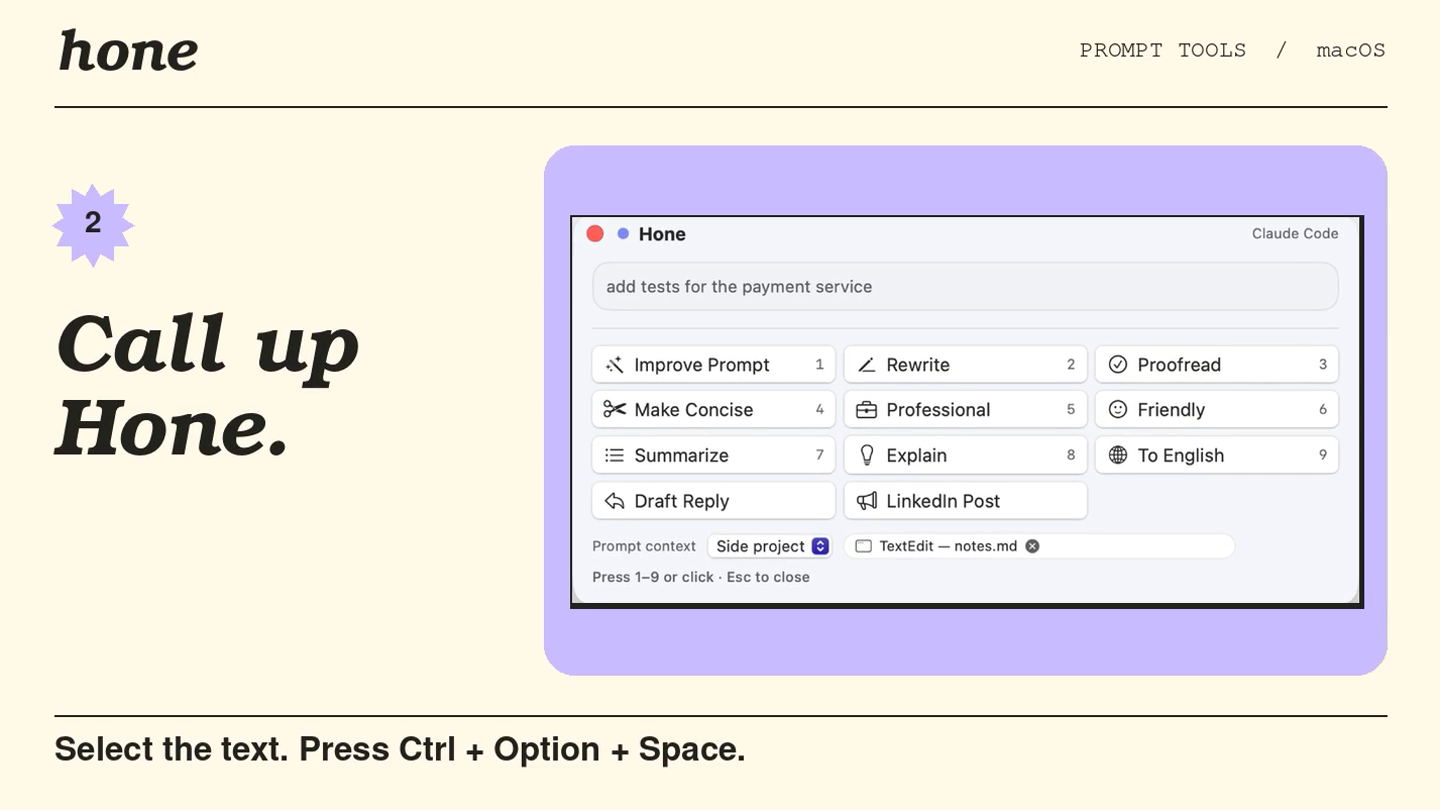 hone
PROMPT TOOLS / macOS
2
Call up
Hone.
Hone
Claude Code
add tests for the payment service
Improve Prompt 1
Rewrite 2
Proofread 3
Make Concise 4
Professional 5
Friendly 6
Summarize 7
Explain 8
To English 9
Draft Reply
LinkedIn Post
Prompt context Side project TextEdit — notes.md
Press 1–9 or click · Esc to close
Select the text. Press Ctrl + Option + Space.